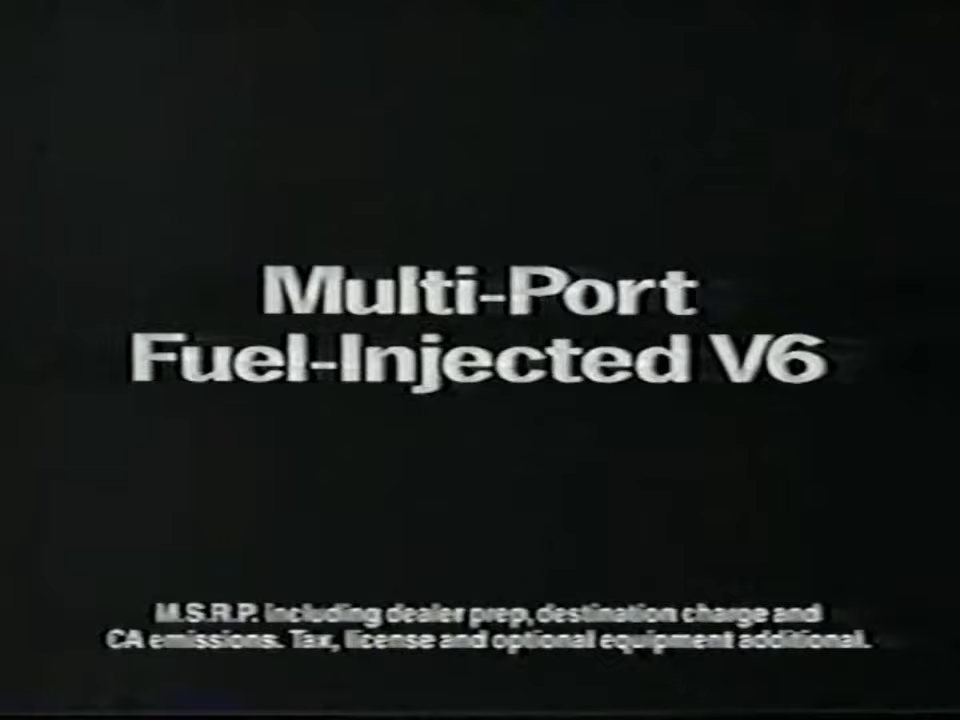 Multi-Port
Fuel-Injected V6
M.S.R.P. including dealer prep, destination charge and
CA emissions. Tax, license and optional equipment additional.